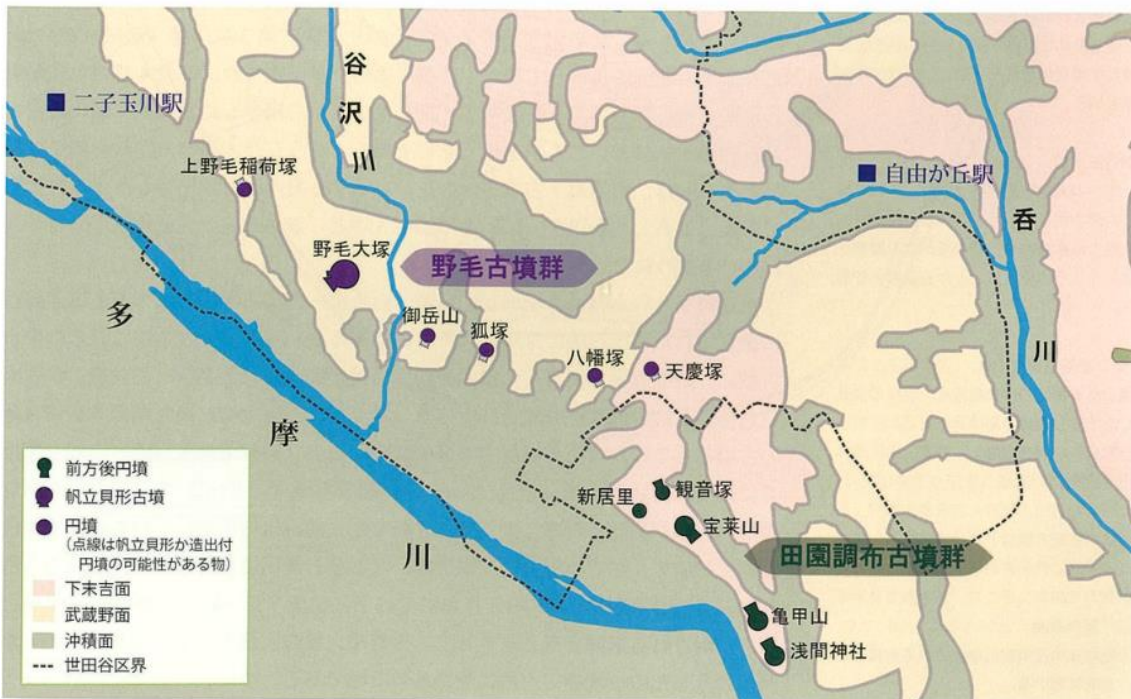 谷沢川
二子玉川駅
上野毛稲荷塚
自由が丘駅
呑川
野毛大塚
野毛古墳群
御岳山
狐塚
八幡塚
天慶塚
多摩川
新居里
観音塚
宝莱山
田園調布古墳群
亀甲山
浅間神社
前方後円墳
帆立貝形古墳
円墳
(点線は帆立貝形か造出付
円墳の可能性がある物)
下末吉面
武蔵野面
沖積面
世田谷区界